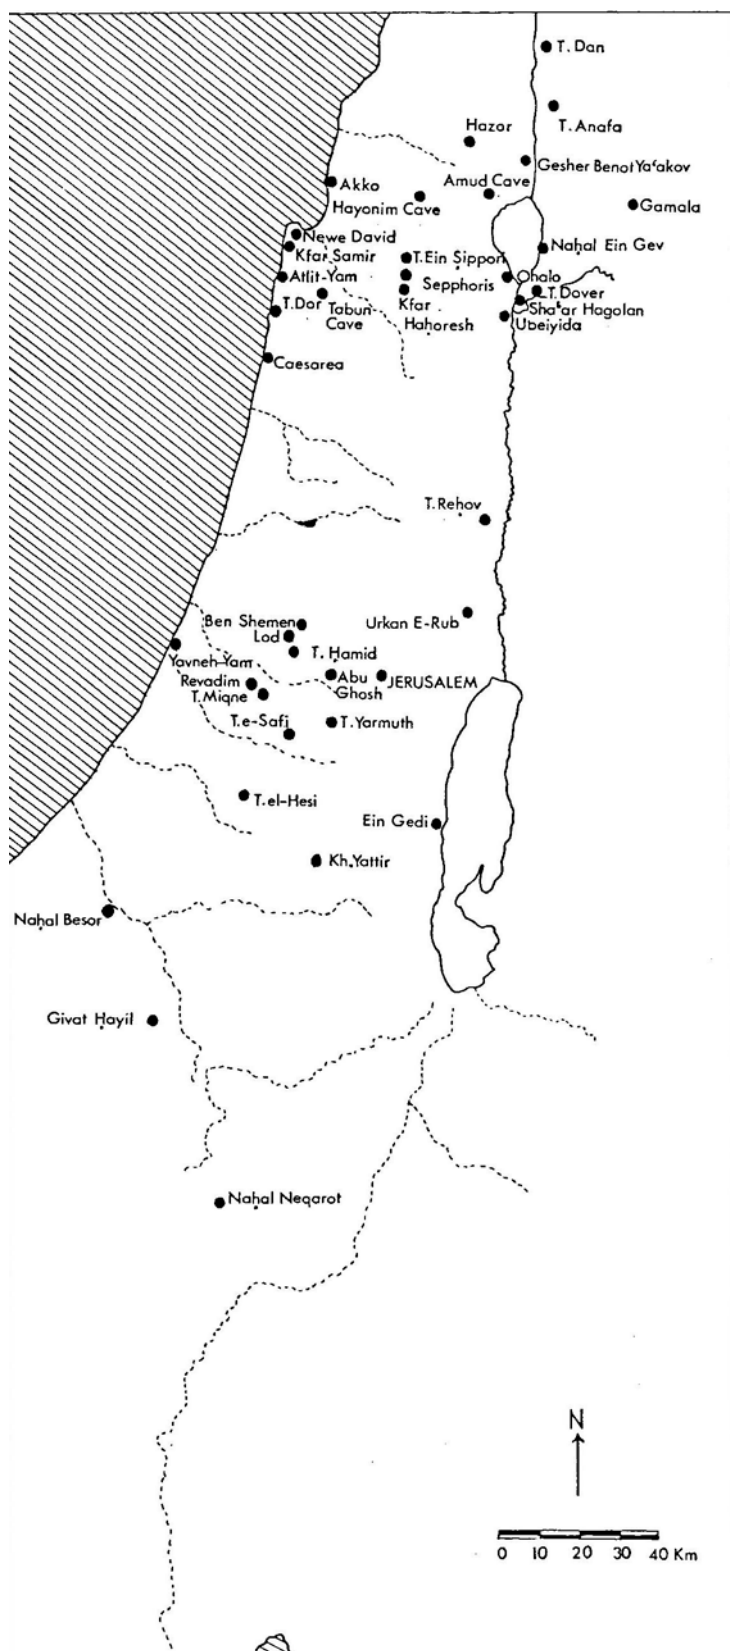 T. Dan
T. Anafa
Hazor
Gesher Benot Ya'akov
Akko
Amud Cave
Hayonim Cave
Gamala
Newe David
Nahal Ein Gev
Kfar Samir
T. Ein Sippori
Atlit-Yam
Sepphoris
Ohalo
T. Dover
T. Dor
Tabun
Cave
Kfar
Hahoresh
Sha'ar Hagolan
Ubeiyida
Caesarea
T. Rehov
Ben Shemen
Lod
Urkan E-Rub
T. Hamid
Yavneh-Yam
Revadim
Abu
Ghosh
JERUSALEM
T. Miqne
T.e-Safi
T. Yarmuth
T. el-Hesi
Ein Gedi
Kh. Yattir
Nahal Besor
Givat Hayil
Nahal Neqarot
N
0 10 20 30 40 Km